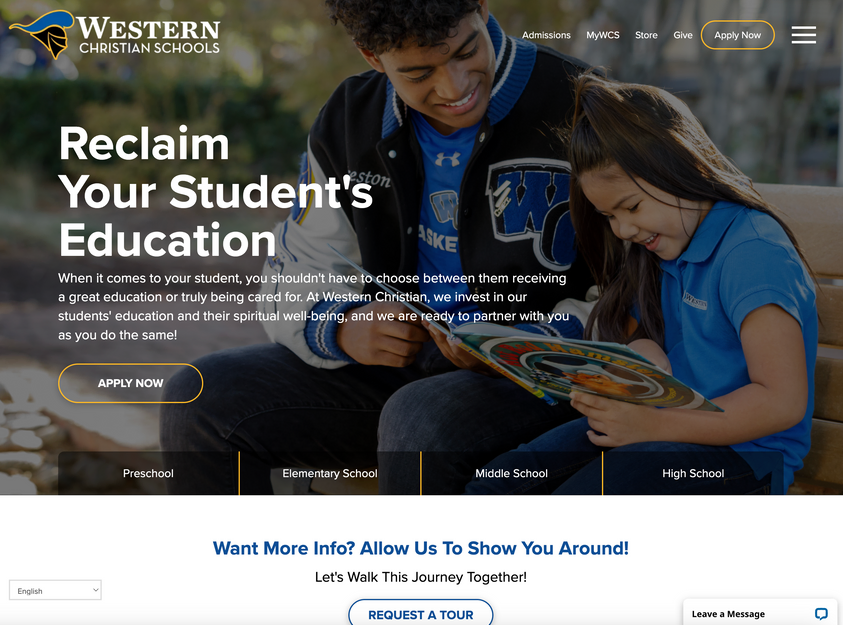 WESTERN
CHRISTIAN SCHOOLS
Admissions
MyWCS
Store
Give
Apply Now
Reclaim
Your Student's
Education
When it comes to your student, you shouldn't have to choose between them receiving
a great education or truly being cared for. At Western Christian, we invest in our
students' education and their spiritual well-being, and we are ready to partner with you
as you do the same!
APPLY NOW
Preschool
Elementary School
Middle School
High School
Want More Info? Allow Us To Show You Around!
Let's Walk This Journey Together!
REQUEST A TOUR
English
Leave a Message